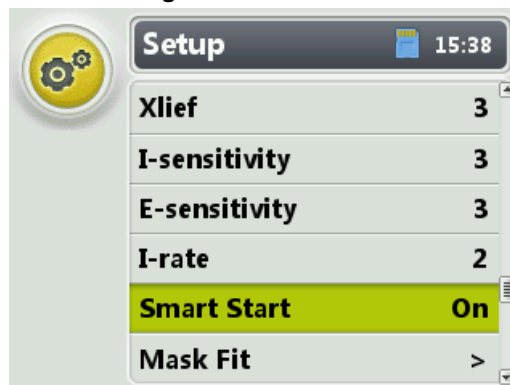 Setup 15:38
Xlief 3
I-sensitivity 3
E-sensitivity 3
I-rate 2
Smart Start On
Mask Fit >